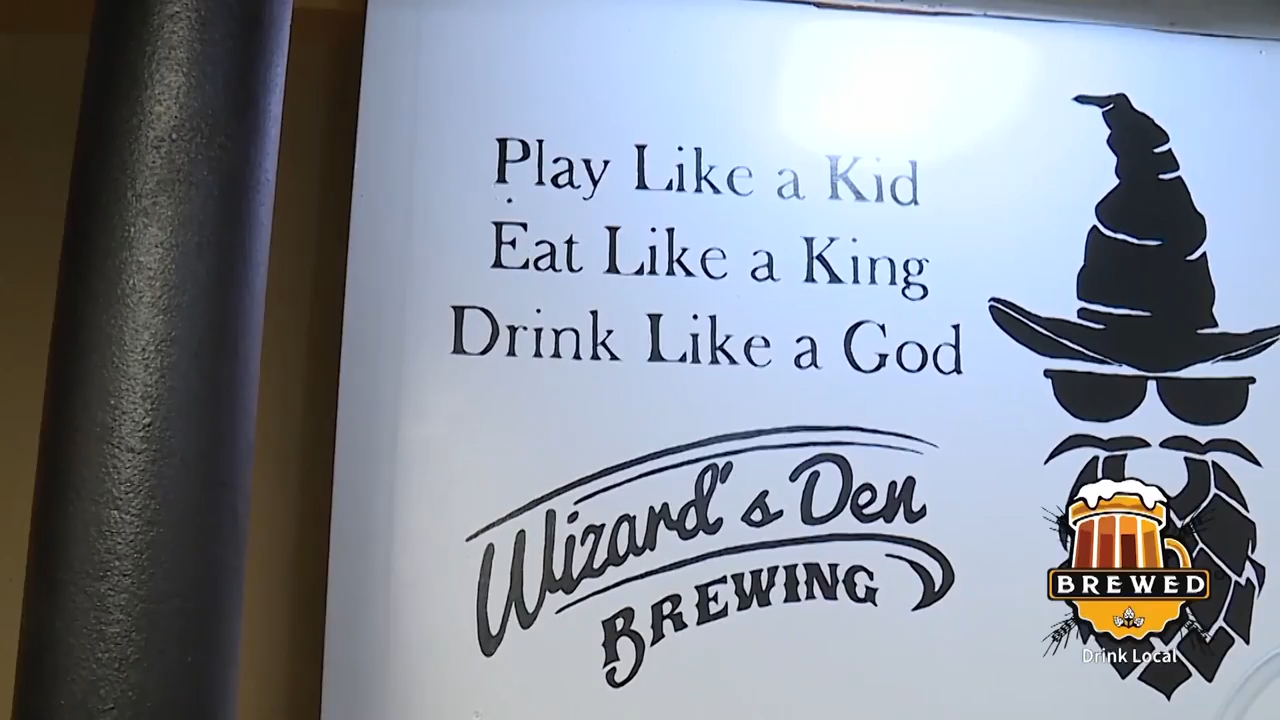 Play Like a Kid
Eat Like a King
Drink Like a God
Wizard's Den
BREWING
BREWED
Drink Local